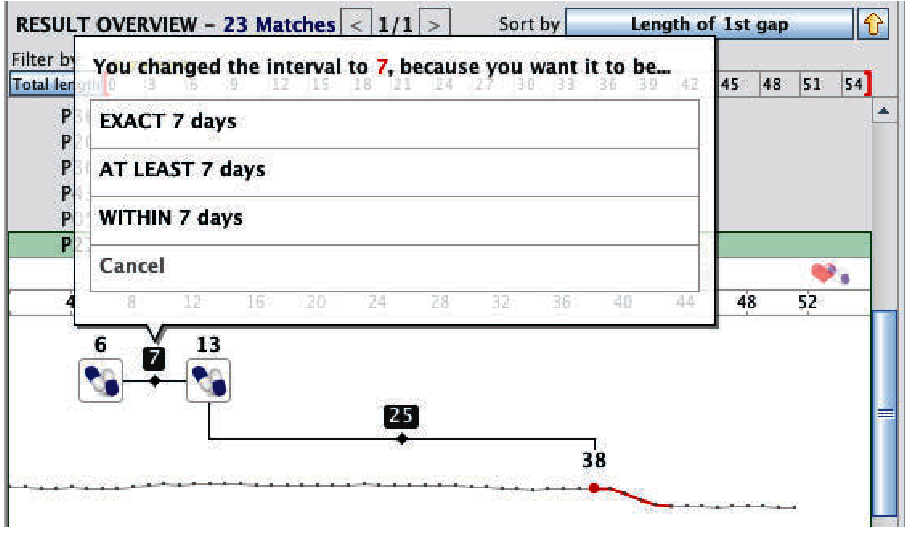 RESULT OVERVIEW – 23 Matches < 1/1 > Sort by Length of 1st gap
Filter by
You changed the interval to 7, because you want it to be...
Total length 0 3 6 9 12 15 18 21 24 27 30 33 36 39 42 45 48 51 54
EXACT 7 days
AT LEAST 7 days
WITHIN 7 days
Cancel
4 8 12 16 20 24 28 32 36 40 44 48 52
6 7 13
25
38